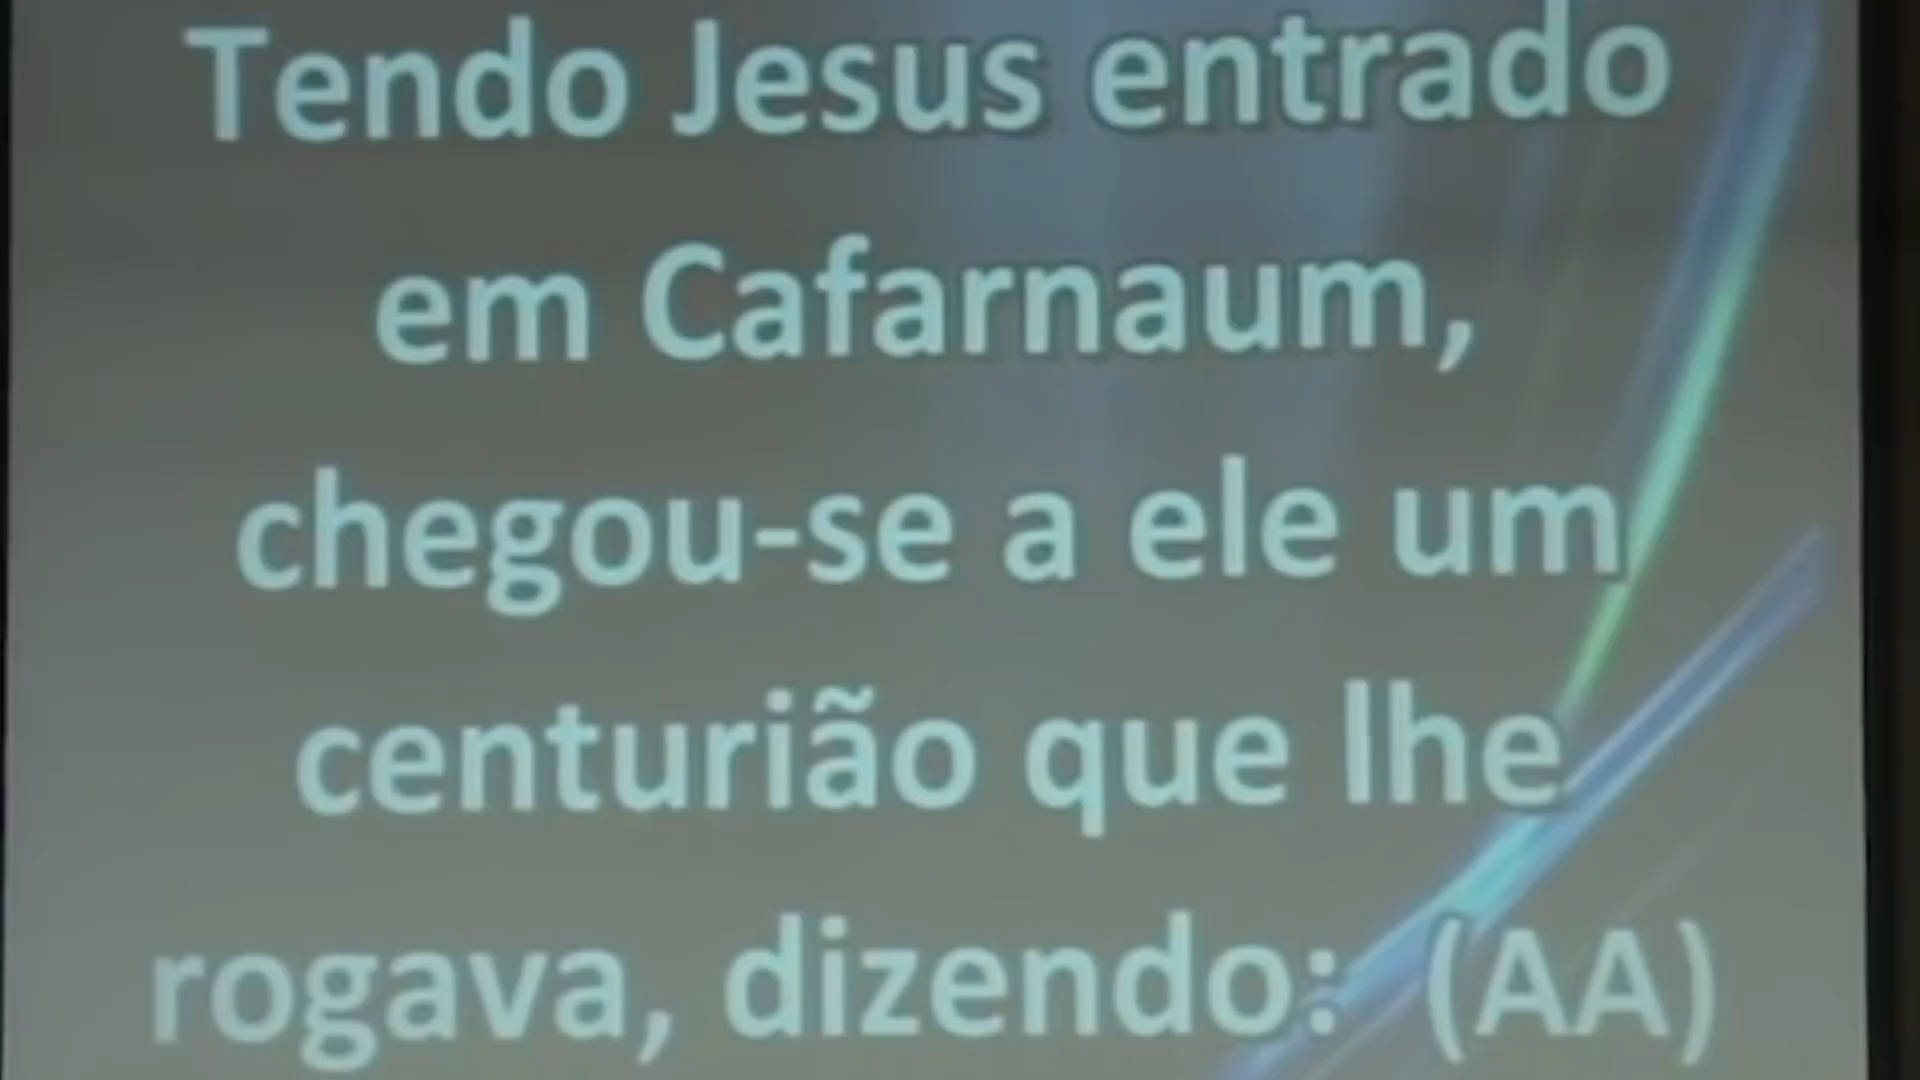 Tendo Jesus entrado
em Cafarnaum,
chegou-se a ele um
centurião que lhe
rogava, dizendo: (AA)